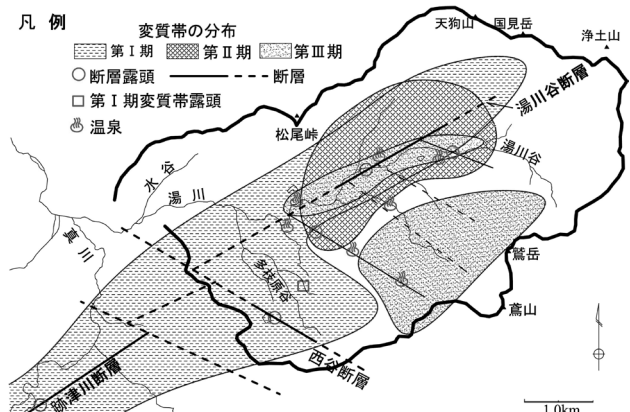 凡 例
変質帯の分布
第Ⅰ期 第Ⅱ期 第Ⅲ期
断層露頭 断層
第Ⅰ期変質帯露頭
温泉
天狗山 国見岳
浄土山
松尾峠
湯川谷断層
湯川谷
水谷
湯川
真川
多枝原谷
鷲岳
鳶山
西谷断層
跡津川断層
1.0km